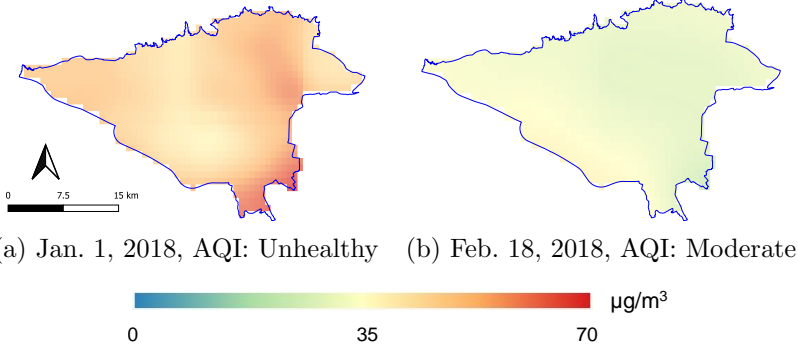 0 7.5 15 km
(a) Jan. 1, 2018, AQI: Unhealthy
(b) Feb. 18, 2018, AQI: Moderate
µg/m³
0 35 70